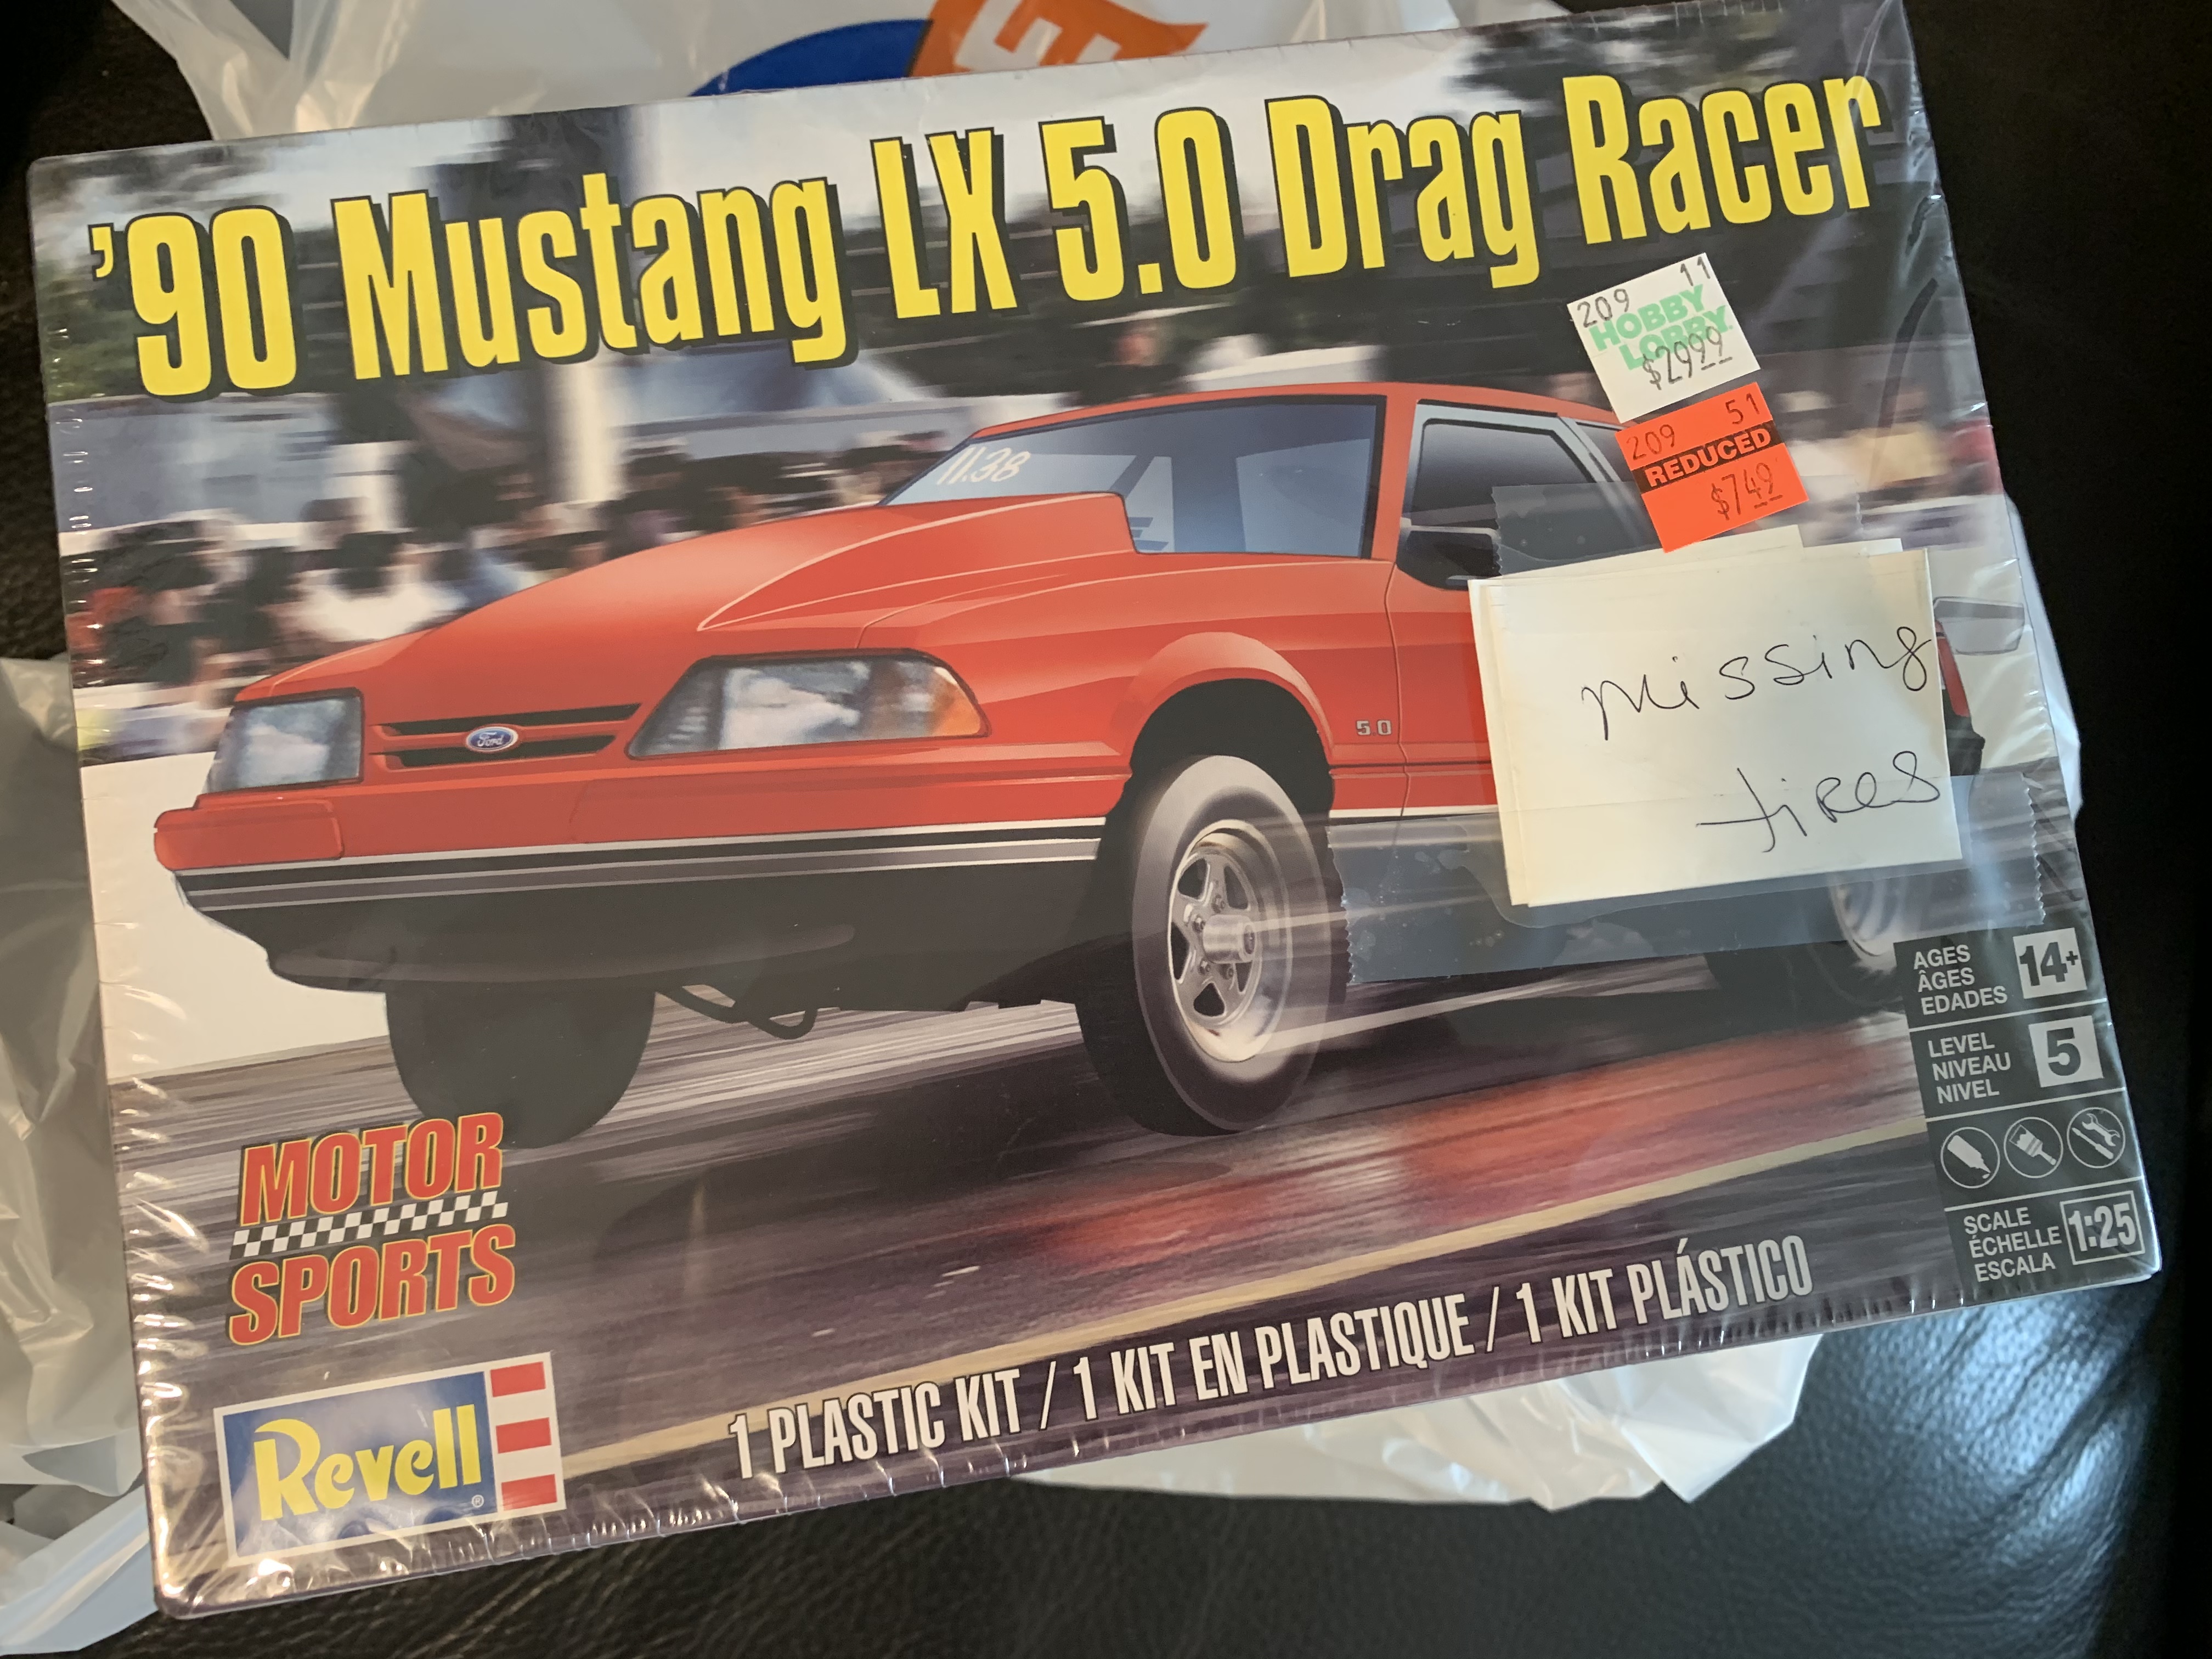 '90 Mustang LX 5.0 Drag Racer
209 11
HOBBY
LOBBY
$29.99
209 51
REDUCED
$7.49
11.38
Ford
5.0
missing
tires
AGES
ÂGES
EDADES
14+
LEVEL
NIVEAU
NIVEL
5
SCALE
ÉCHELLE
ESCALA
1:25
MOTOR
SPORTS
Revell®
1 PLASTIC KIT / 1 KIT EN PLASTIQUE / 1 KIT PLÁSTICO